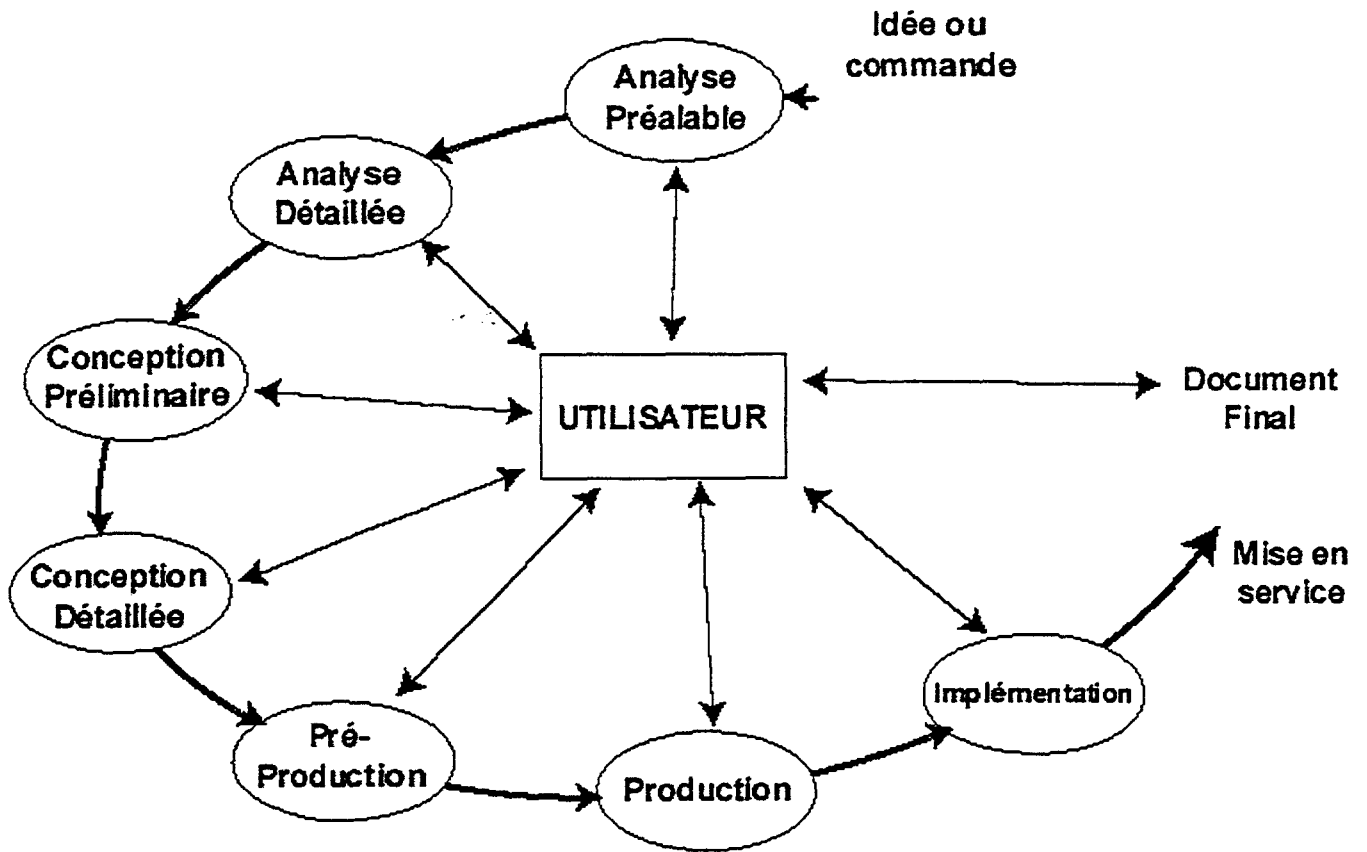 Idée ou
commande
Analyse
Préalable
Analyse
Détaillée
Conception
Préliminaire
UTILISATEUR
Document
Final
Conception
Détaillée
Mise en
service
Implémentation
Pré-
Production
Production